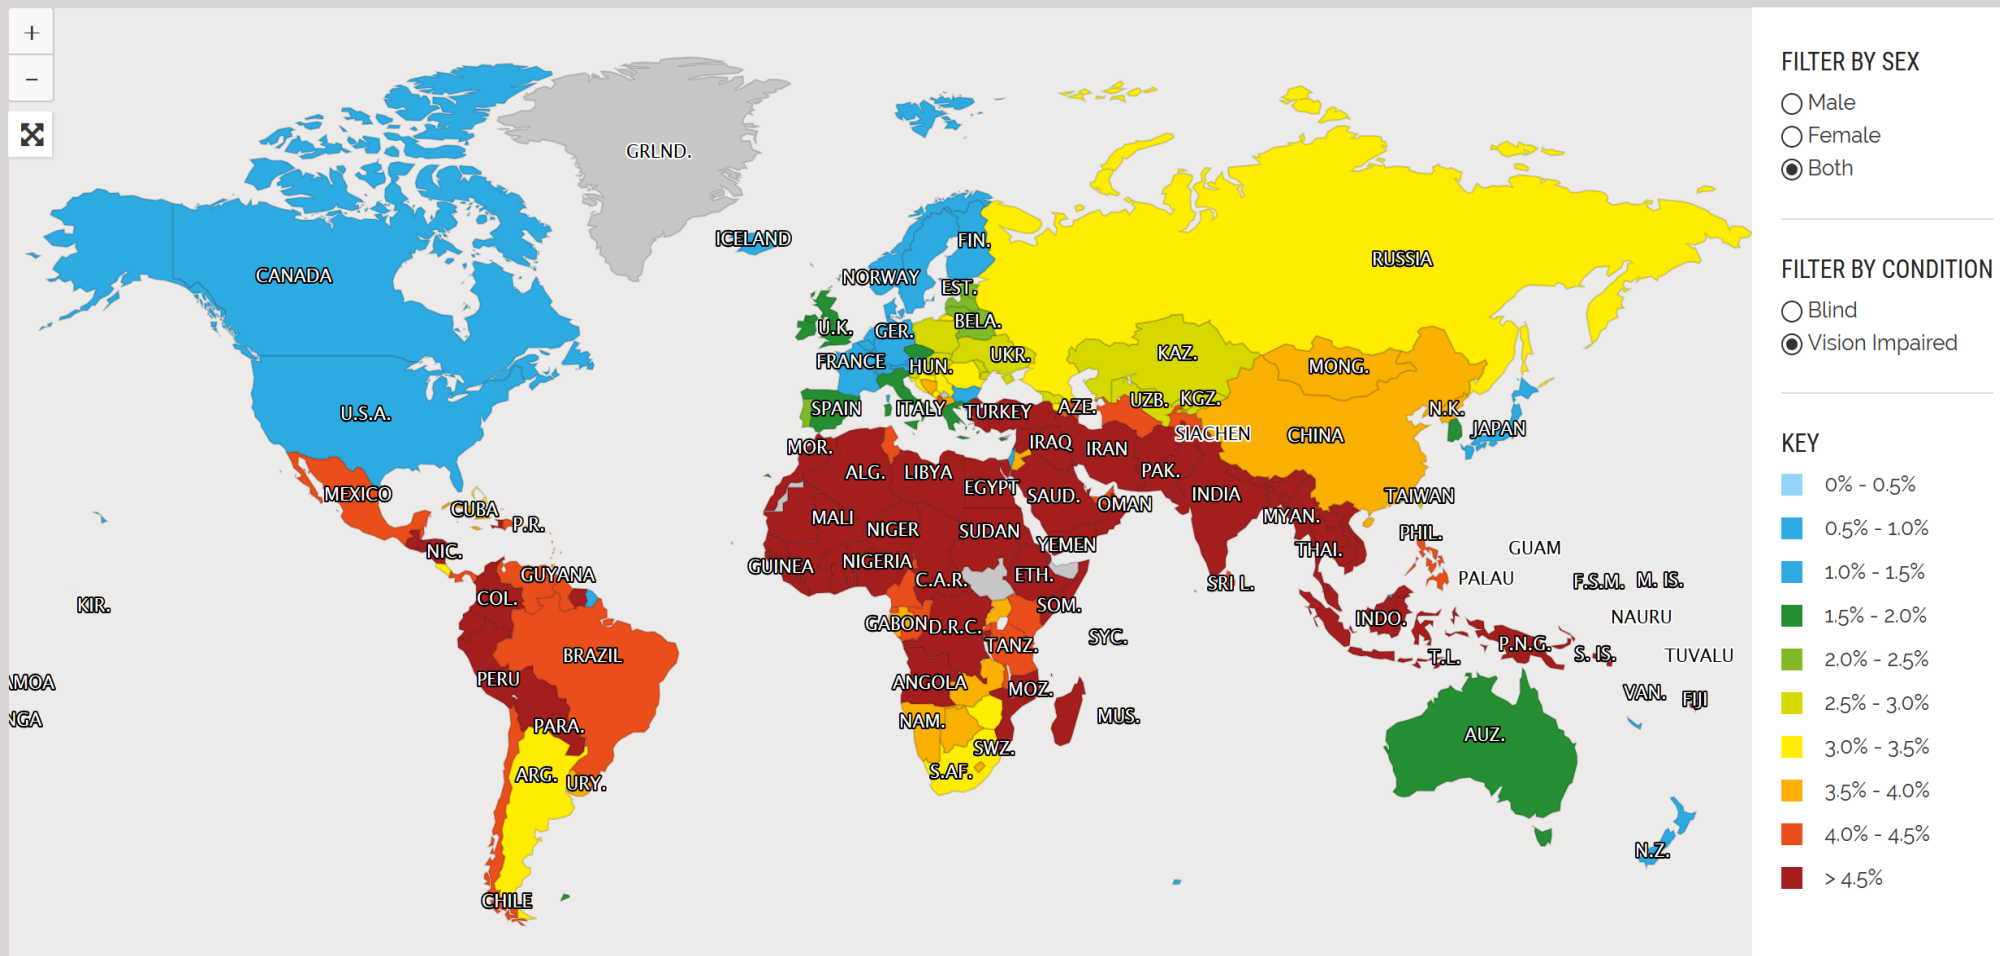 +
−
GRLND.
ICELAND
FIN.
NORWAY
RUSSIA
CANADA
EST.
U.K.
GER.
BELA.
FRANCE
HUN.
UKR.
KAZ.
MONG.
U.S.A.
SPAIN
ITALY
TURKEY
AZE.
UZB.
KGZ.
N.K.
JAPAN
SIACHEN
CHINA
MOR.
IRAQ
IRAN
ALG.
LIBYA
EGYPT
PAK.
MEXICO
SAUD.
OMAN
INDIA
TAIWAN
CUBA
P.R.
MALI
NIGER
SUDAN
MYAN.
PHIL.
NIC.
YEMEN
THAI.
GUAM
GUINEA
NIGERIA
GUYANA
C.A.R.
ETH.
SRI L.
PALAU
F.S.M.
M. IS.
KIR.
COL.
SOM.
GABON
D.R.C.
SYC.
INDO.
NAURU
BRAZIL
TANZ.
T.L.
P.N.G.
S. IS.
TUVALU
AMOA
PERU
ANGOLA
MOZ.
VAN.
FIJI
NGA
PARA.
NAM.
MUS.
AUZ.
SWZ.
ARG.
URY.
S.AF.
N.Z.
CHILE
FILTER BY SEX
Male
Female
Both
FILTER BY CONDITION
Blind
Vision Impaired
KEY
0% - 0.5%
0.5% - 1.0%
1.0% - 1.5%
1.5% - 2.0%
2.0% - 2.5%
2.5% - 3.0%
3.0% - 3.5%
3.5% - 4.0%
4.0% - 4.5%
> 4.5%